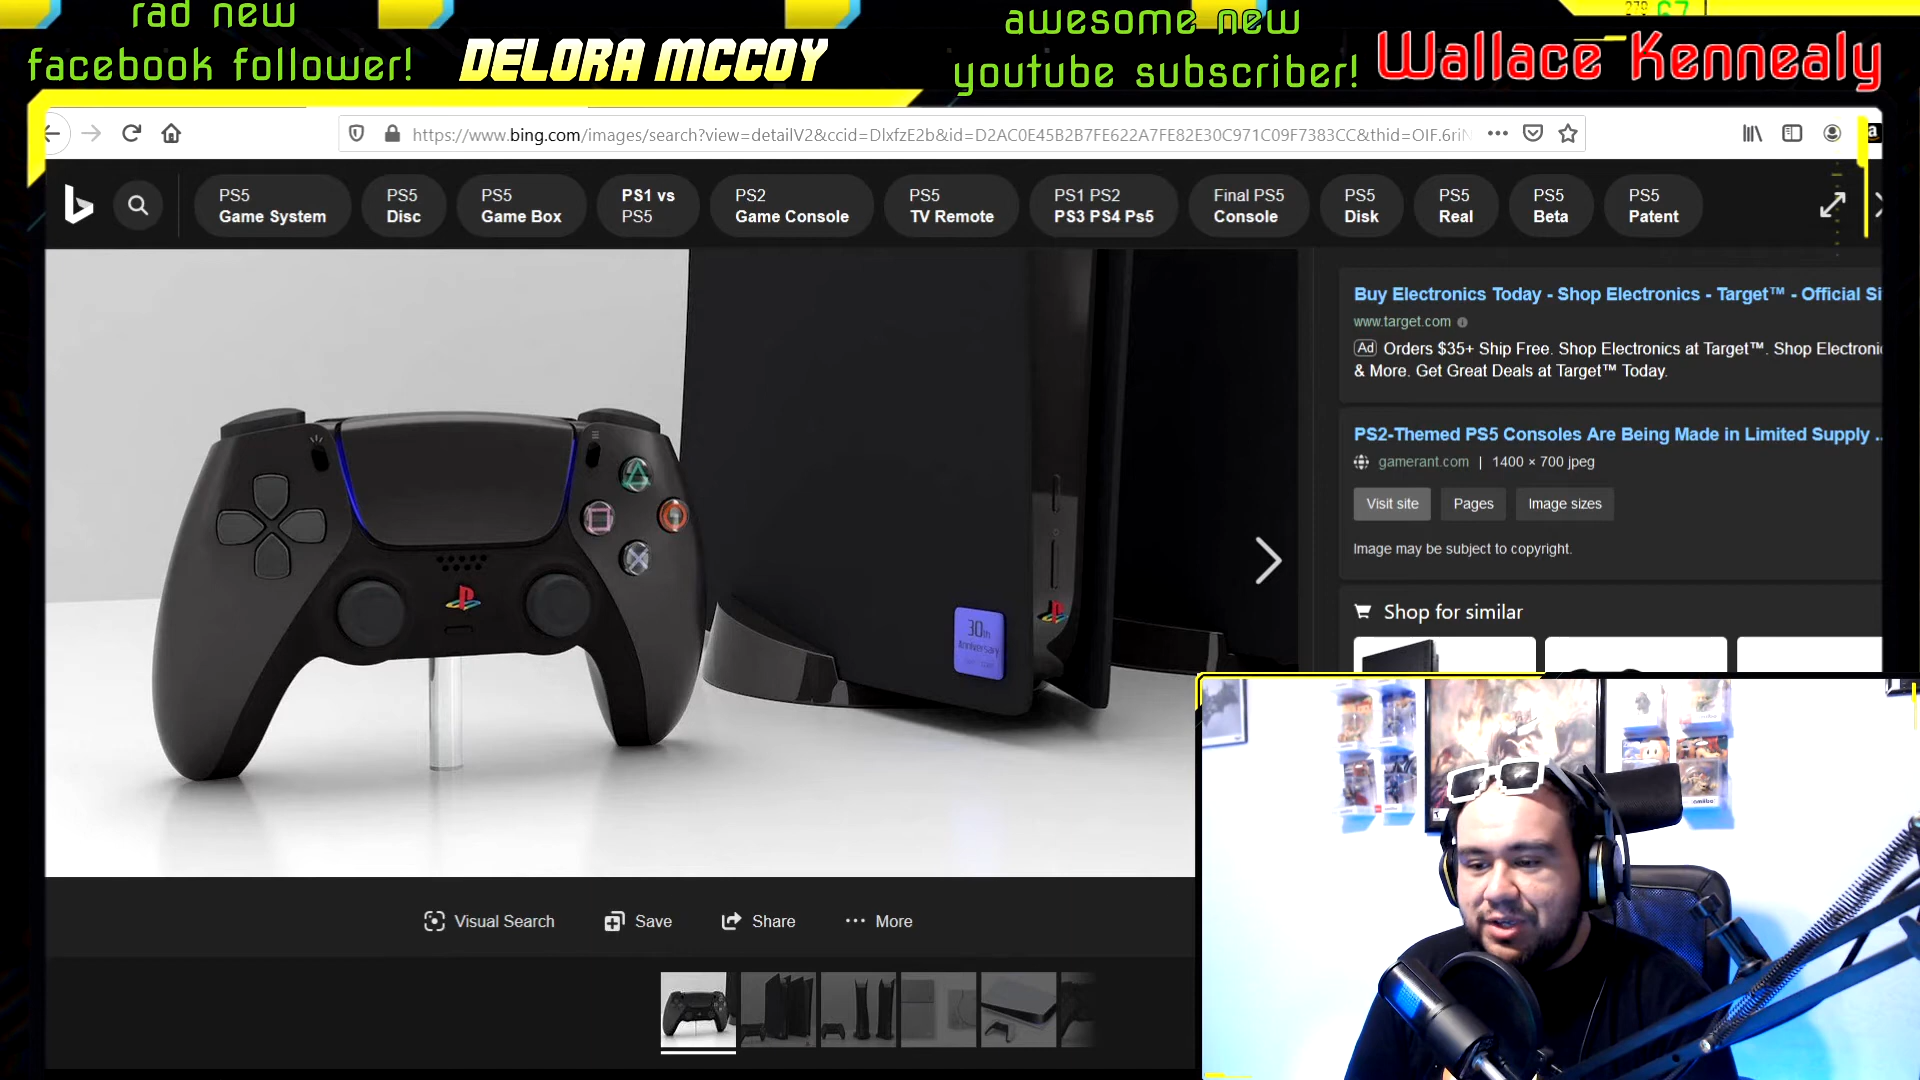 rad new
facebook follower!
DELORA MCCOY
awesome new
youtube subscriber!
Wallace Kennealy
https://www.bing.com/images/search?view=detailV2&ccid=DlxfzE2b&id=D2AC0E45B2B7FE622A7FE82E30C971C09F7383CC&thid=OIF.6riN
PS5
Game System
PS5
Disc
PS5
Game Box
PS1 vs
PS5
PS2
Game Console
PS5
TV Remote
PS1 PS2
PS3 PS4 Ps5
Final PS5
Console
PS5
Disk
PS5
Real
PS5
Beta
PS5
Patent
Buy Electronics Today - Shop Electronics - Target™ - Official Si
www.target.com
Ad Orders $35+ Ship Free. Shop Electronics at Target™. Shop Electroni
& More. Get Great Deals at Target™ Today.
PS2-Themed PS5 Consoles Are Being Made in Limited Supply ..
gamerant.com | 1400 × 700 jpeg
Visit site
Pages
Image sizes
Image may be subject to copyright.
Shop for similar
30th
Anniversary
Visual Search
Save
Share
More